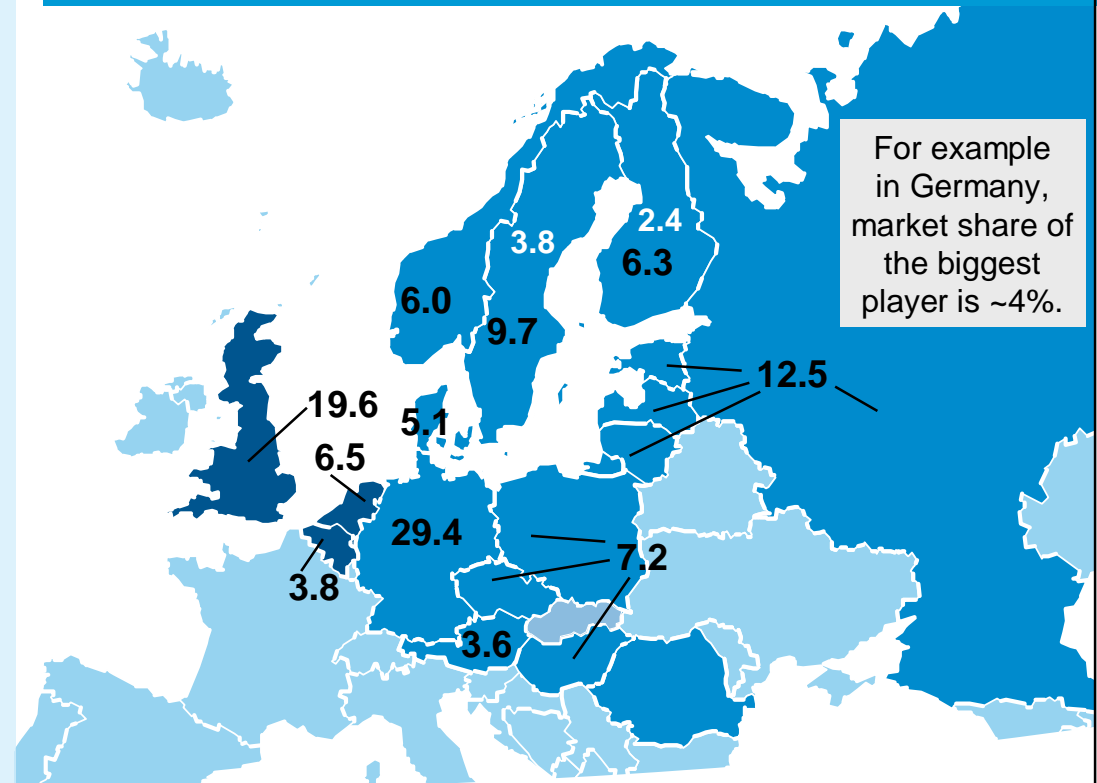 For example
in Germany,
market share of
the biggest
player is ~4%.
2.4
3.8
6.3
6.0
9.7
12.5
19.6
5.1
6.5
29.4
7.2
3.8
3.6